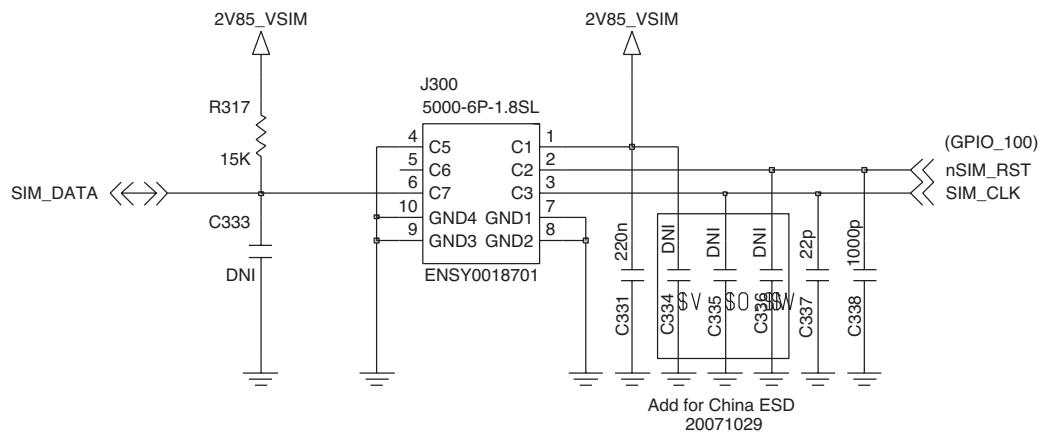 2V85_VSIM
2V85_VSIM
J300
5000-6P-1.8SL
R317
15K
4 C5 C1 1
5 C6 C2 2
6 C7 C3 3
10 GND4 GND1 7
9 GND3 GND2 8
ENSY0018701
(GPIO_100)
nSIM_RST
SIM_CLK
SIM_DATA
C333
DNI
220n
DNI
DNI
DNI
22p
1000p
C331
C334
C335
C336
C337
C338
Add for China ESD
20071029